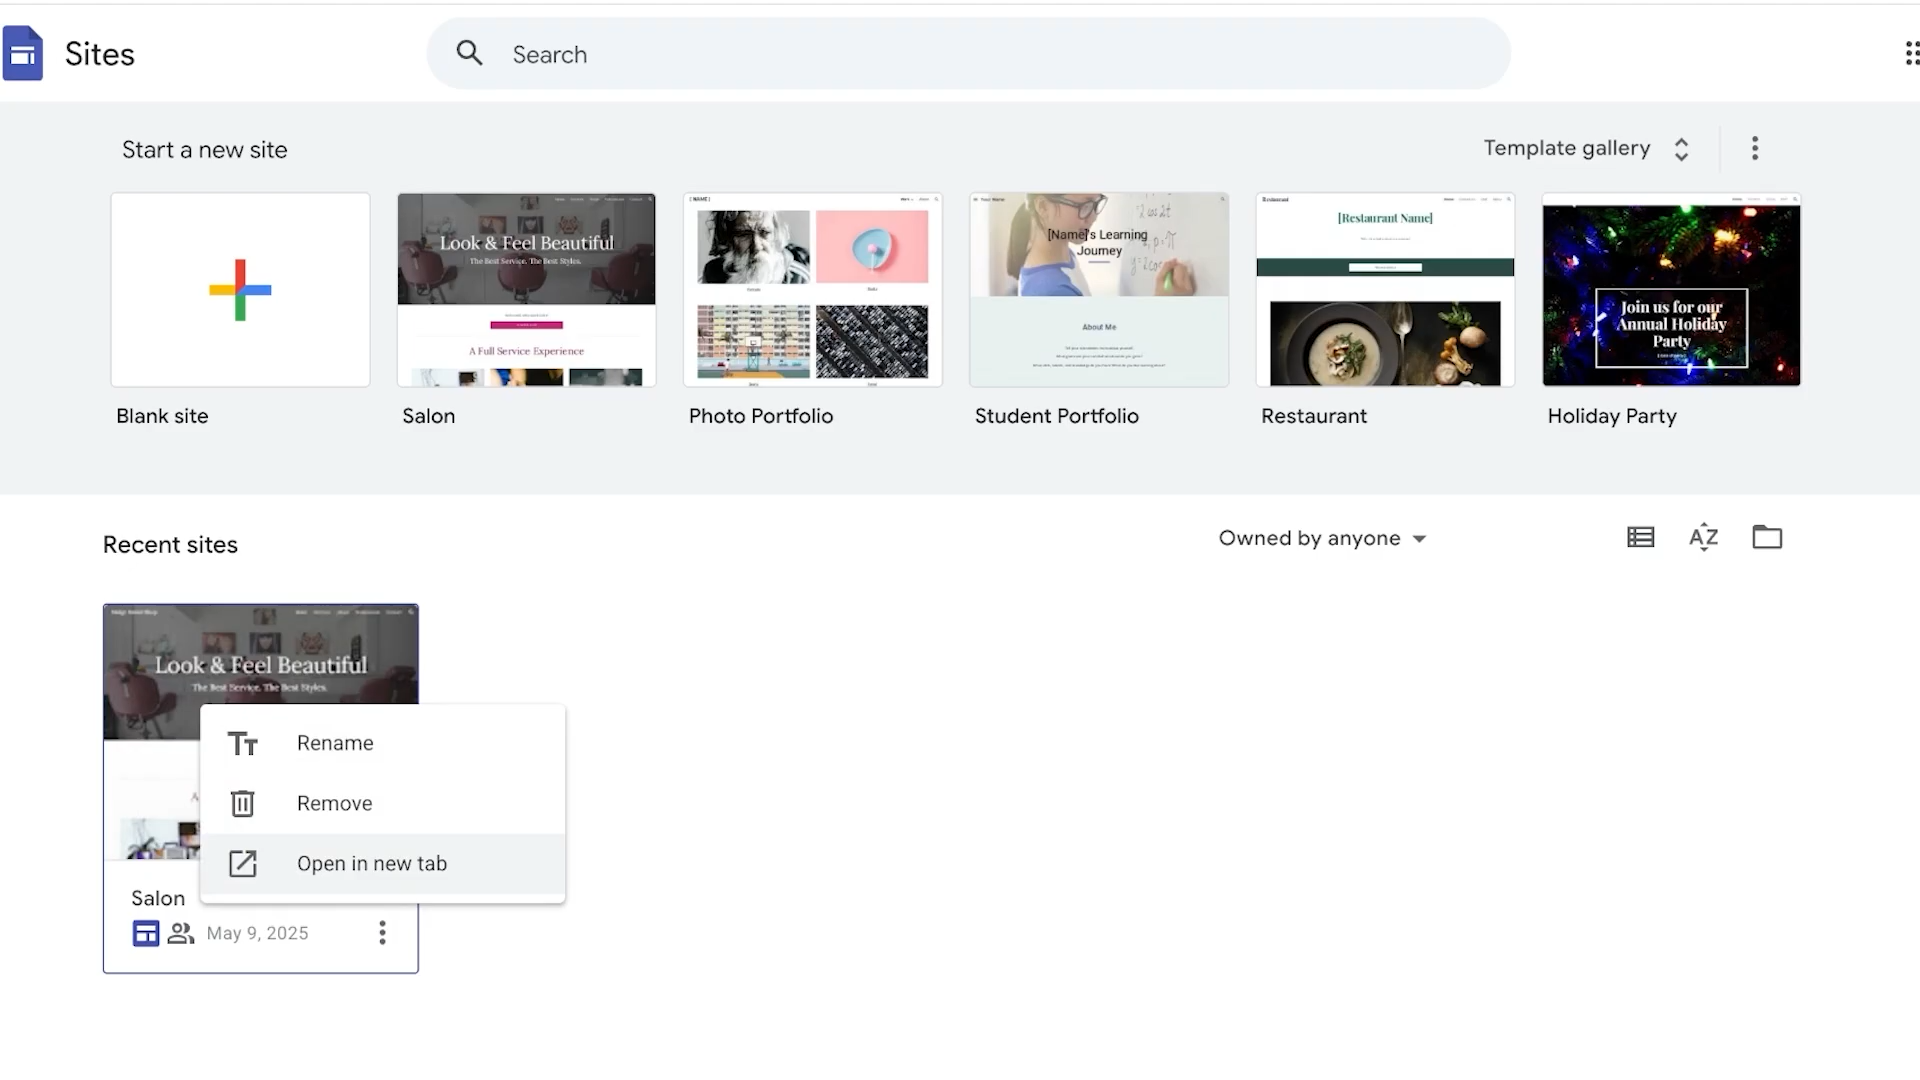 Sites
Search
Start a new site
Template gallery
Look & Feel Beautiful
The Best Service. The Best Styles.
A Full Service Experience
[NAME]
[Name]'s Learning
Journey
About Me
[Restaurant Name]
Join us for our
Annual Holiday
Party
Blank site
Salon
Photo Portfolio
Student Portfolio
Restaurant
Holiday Party
Recent sites
Owned by anyone
AZ
Look & Feel Beautiful
The Best Service. The Best Styles.
Rename
Remove
Open in new tab
Salon
May 9, 2025